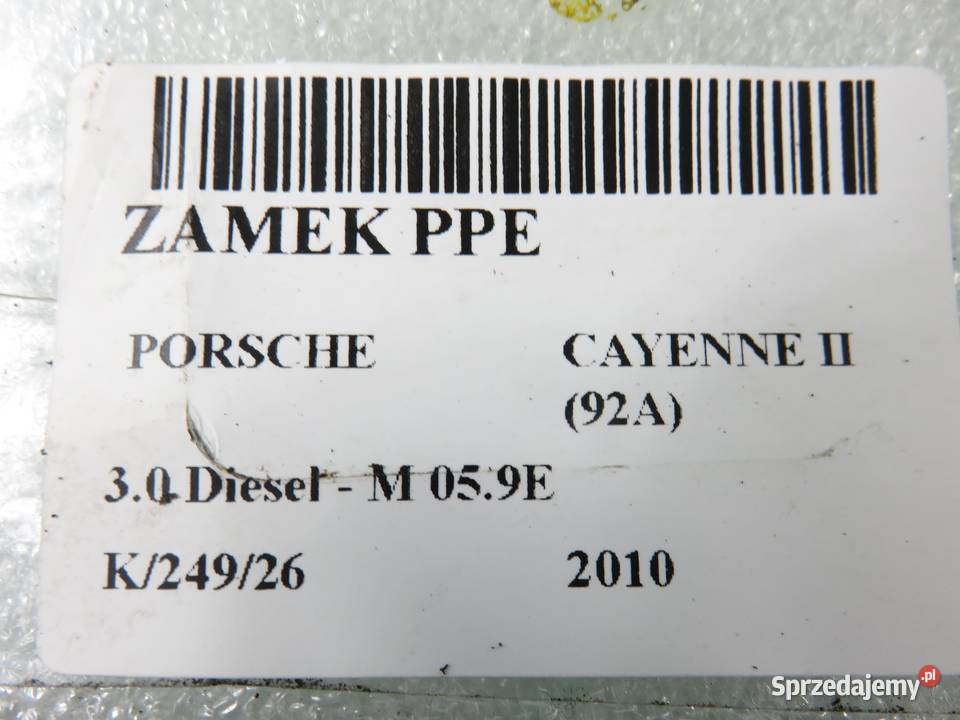 ZAMEK PPE
PORSCHE CAYENNE II
(92A)
3.0 Diesel - M 05.9E
K/249/26 2010
Sprzedajemy.pl